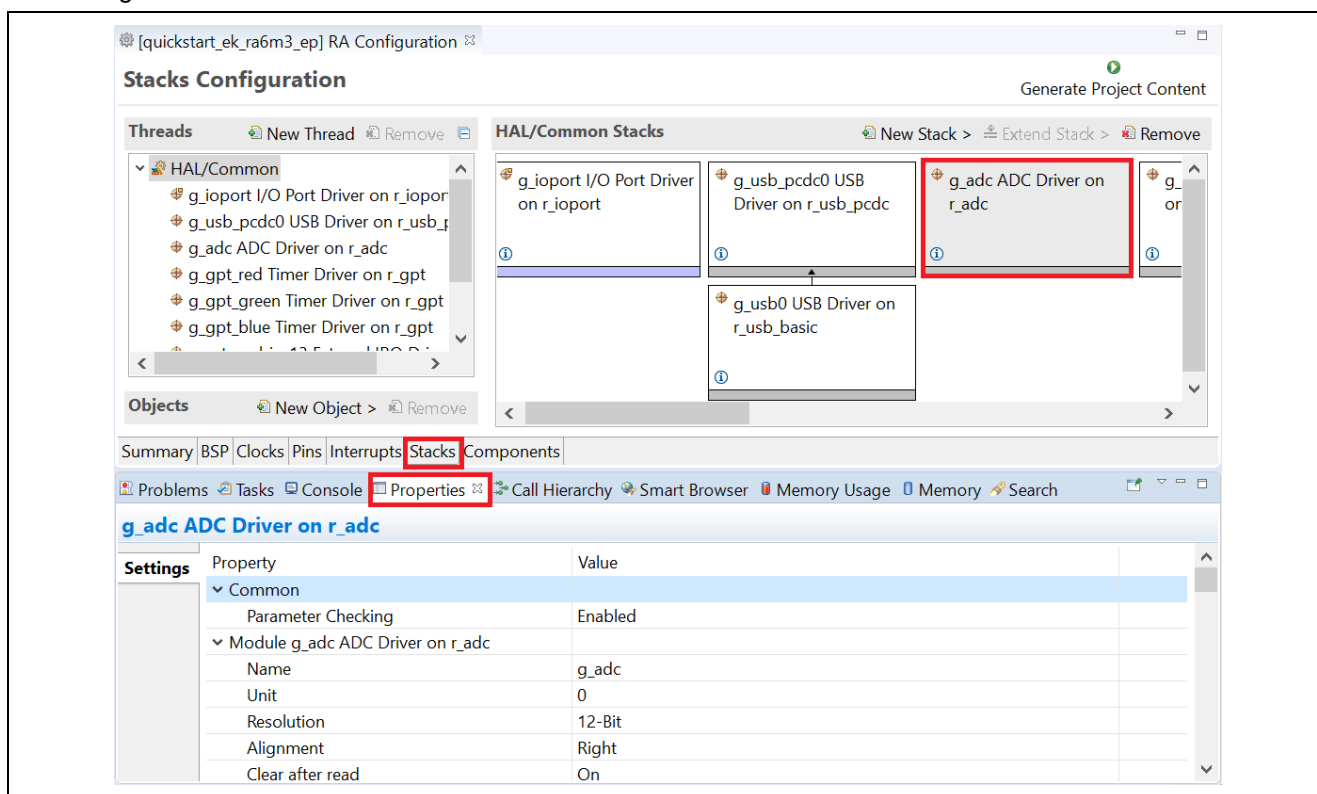 [quickstart_ek_ra6m3_ep] RA Configuration
Stacks Configuration
Generate Project Content
Threads New Thread Remove
HAL/Common
g_ioport I/O Port Driver on r_iopor
g_usb_pcdc0 USB Driver on r_usb_p
g_adc ADC Driver on r_adc
g_gpt_red Timer Driver on r_gpt
g_gpt_green Timer Driver on r_gpt
g_gpt_blue Timer Driver on r_gpt
Objects New Object > Remove
HAL/Common Stacks New Stack > Extend Stack > Remove
g_ioport I/O Port Driver
on r_ioport
g_usb_pcdc0 USB
Driver on r_usb_pcdc
g_adc ADC Driver on
r_adc
g_
or
g_usb0 USB Driver on
r_usb_basic
Summary BSP Clocks Pins Interrupts Stacks Components
Problems Tasks Console Properties Call Hierarchy Smart Browser Memory Usage Memory Search
g_adc ADC Driver on r_adc
Settings
Property Value
Common
Parameter Checking Enabled
Module g_adc ADC Driver on r_adc
Name g_adc
Unit 0
Resolution 12-Bit
Alignment Right
Clear after read On